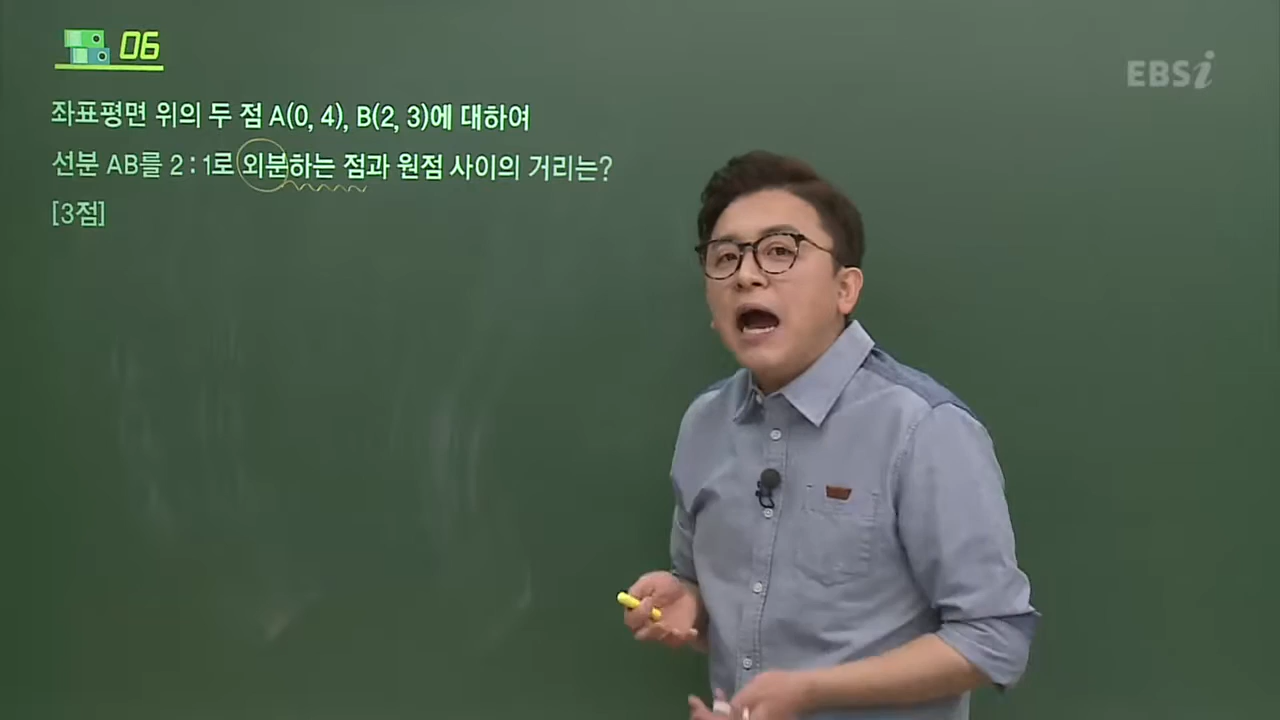 06
EBSi
좌표평면 위의 두 점 A(0, 4), B(2, 3)에 대하여
선분 AB를 2 : 1로 외분하는 점과 원점 사이의 거리는?
[3점]